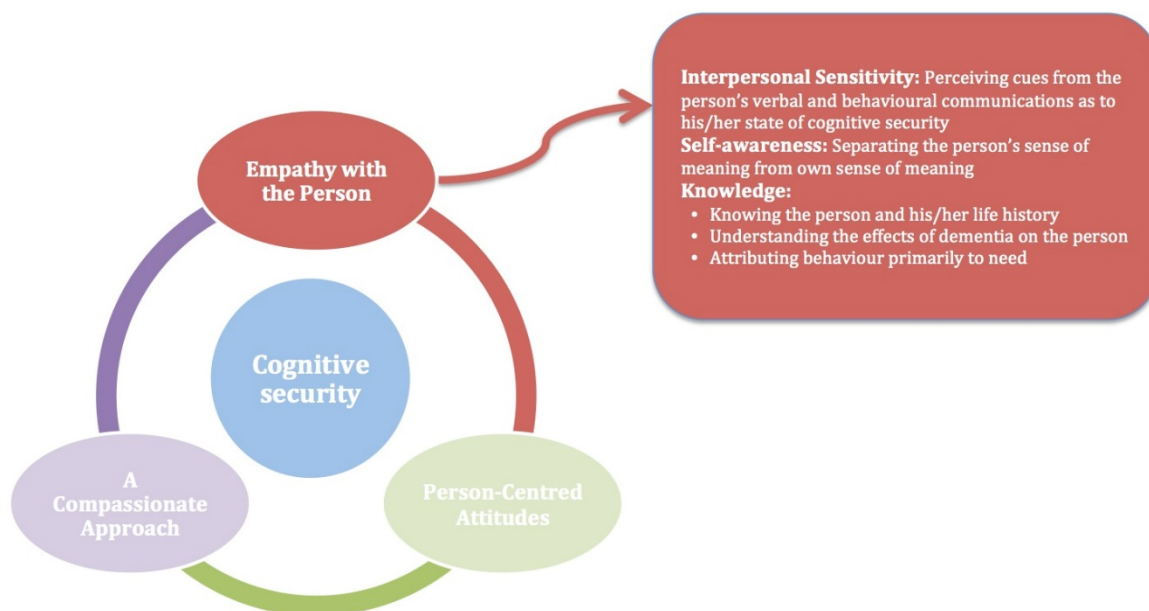 Empathy with
the Person
Interpersonal Sensitivity: Perceiving cues from the
person's verbal and behavioural communications as to
his/her state of cognitive security
Self-awareness: Separating the person's sense of
meaning from own sense of meaning
Knowledge:
• Knowing the person and his/her life history
• Understanding the effects of dementia on the person
• Attributing behaviour primarily to need
Cognitive
security
A
Compassionate
Approach
Person-Centred
Attitudes